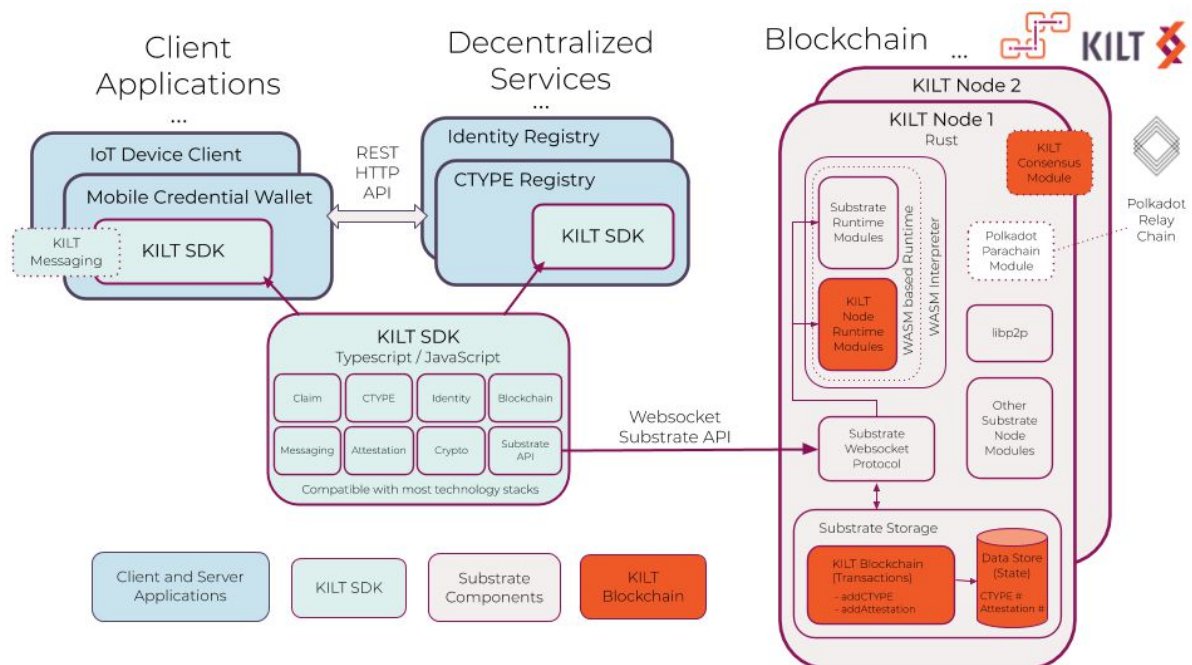 Client
Applications
...
Decentralized
Services
...
Blockchain
...
KILT
IoT Device Client
Mobile Credential Wallet
KILT SDK
KILT
Messaging
REST
HTTP
API
Identity Registry
CTYPE Registry
KILT SDK
KILT SDK
Typescript / JavaScript
Claim
CTYPE
Identity
Blockchain
Messaging
Attestation
Crypto
Substrate
API
Compatible with most technology stacks
Websocket
Substrate API
KILT Node 2
KILT Node 1
Rust
KILT
Consensus
Module
Substrate
Runtime
Modules
KILT
Node
Runtime
Modules
WASM based Runtime
WASM Interpreter
Polkadot
Parachain
Module
Polkadot
Relay
Chain
libp2p
Other
Substrate
Node
Modules
Substrate
Websocket
Protocol
Substrate Storage
KILT Blockchain
(Transactions)
- addCTYPE
- addAttestation
Data Store
(State)
CTYPE #
Attestation #
Client and Server
Applications
KILT SDK
Substrate
Components
KILT
Blockchain